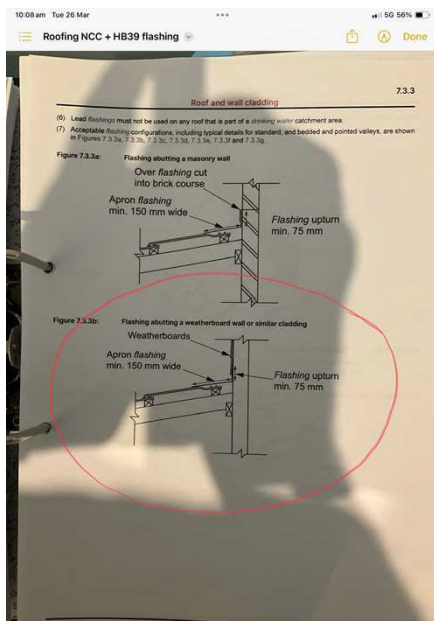 10:08 am Tue 26 Mar
5G 56%
Roofing NCC + HB39 flashing
Done
7.3.3
Roof and wall cladding
(6) Lead flashings must not be used on any roof that is part of a drinking water catchment area.
(7) Acceptable flashing configurations, including typical details for standard, and bedded and pointed valleys, are shown
in Figures 7.3.3a, 7.3.3b, 7.3.3c, 7.3.3d, 7.3.3e, 7.3.3f and 7.3.3g.
Figure 7.3.3a: Flashing abutting a masonry wall
Over flashing cut
into brick course
Apron flashing
min. 150 mm wide
Flashing upturn
min. 75 mm
Figure 7.3.3b: Flashing abutting a weatherboard wall or similar cladding
Weatherboards
Apron flashing
min. 150 mm wide
Flashing upturn
min. 75 mm